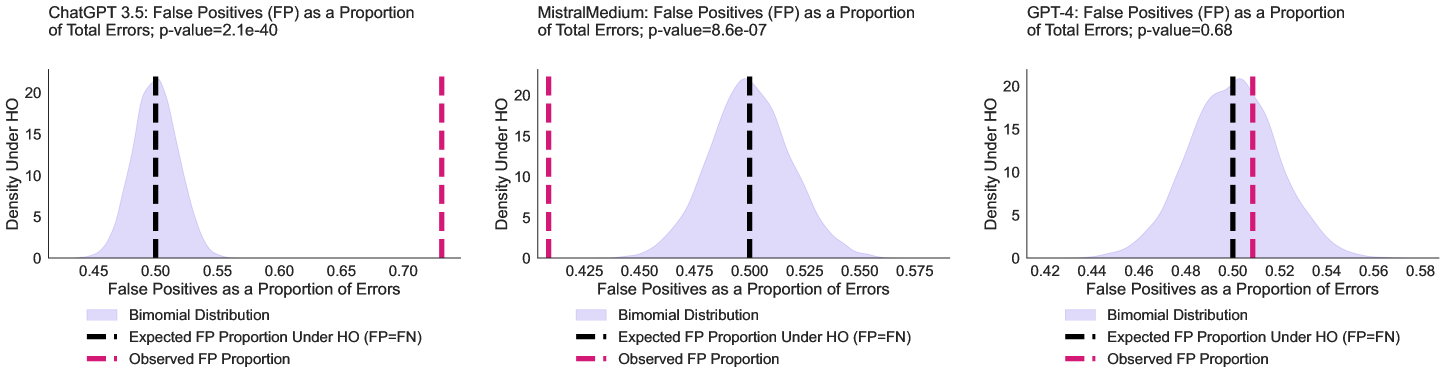 ChatGPT 3.5: False Positives (FP) as a Proportion
of Total Errors; p-value=2.1e-40
Density Under HO
20
15
10
5
0
0.45 0.50 0.55 0.60 0.65 0.70
False Positives as a Proportion of Errors
Bimomial Distribution
Expected FP Proportion Under HO (FP=FN)
Observed FP Proportion
MistralMedium: False Positives (FP) as a Proportion
of Total Errors; p-value=8.6e-07
Density Under HO
20
15
10
5
0
0.425 0.450 0.475 0.500 0.525 0.550 0.575
False Positives as a Proportion of Errors
Bimomial Distribution
Expected FP Proportion Under HO (FP=FN)
Observed FP Proportion
GPT-4: False Positives (FP) as a Proportion
of Total Errors; p-value=0.68
Density Under HO
20
15
10
5
0
0.42 0.44 0.46 0.48 0.50 0.52 0.54 0.56 0.58
False Positives as a Proportion of Errors
Bimomial Distribution
Expected FP Proportion Under HO (FP=FN)
Observed FP Proportion